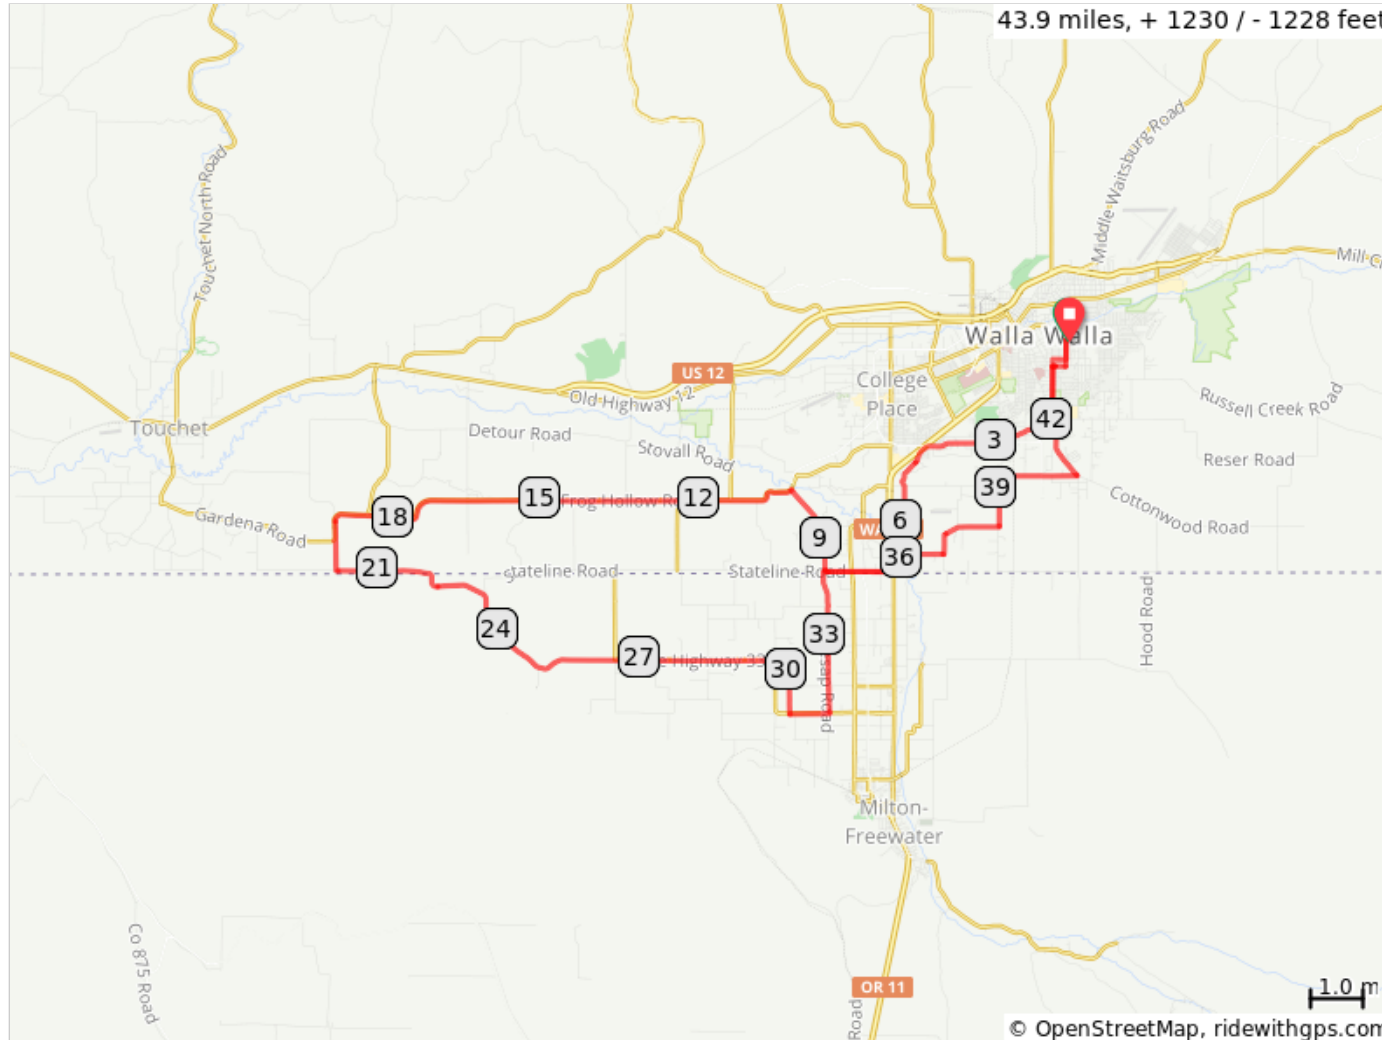 43.9 miles, + 1230 / - 1228 feet
Middle Waitsburg Road
Touchet North Road
Mill C
Walla Walla
US 12
College
Place
Old Highway 12
Russell Creek Road
Touchet
Detour Road
42
3
Stovall Road
Reser Road
39
15
Frog Hollow R
12
18
Cottonwood Road
Gardena Road
6
WA
9
36
21
Stateline Road
Stateline Road
Hood Road
24
33
27
Highway 33
30
Road
Milton-
Freewater
Co 875 Road
OR 11
1.0 m
Road
© OpenStreetMap, ridewithgps.com